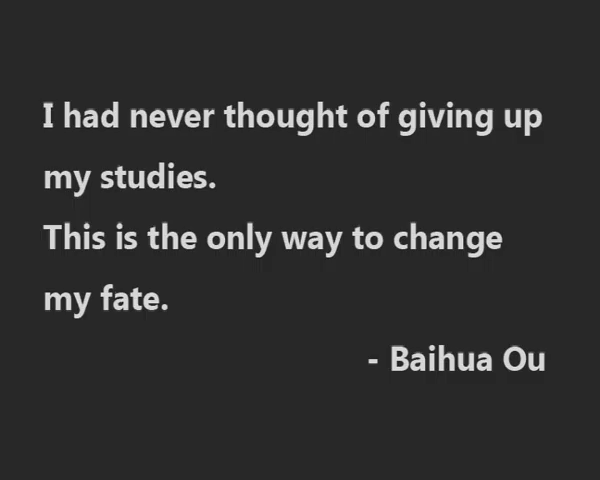 I had never thought of giving up
my studies.
This is the only way to change
my fate.
- Baihua Ou